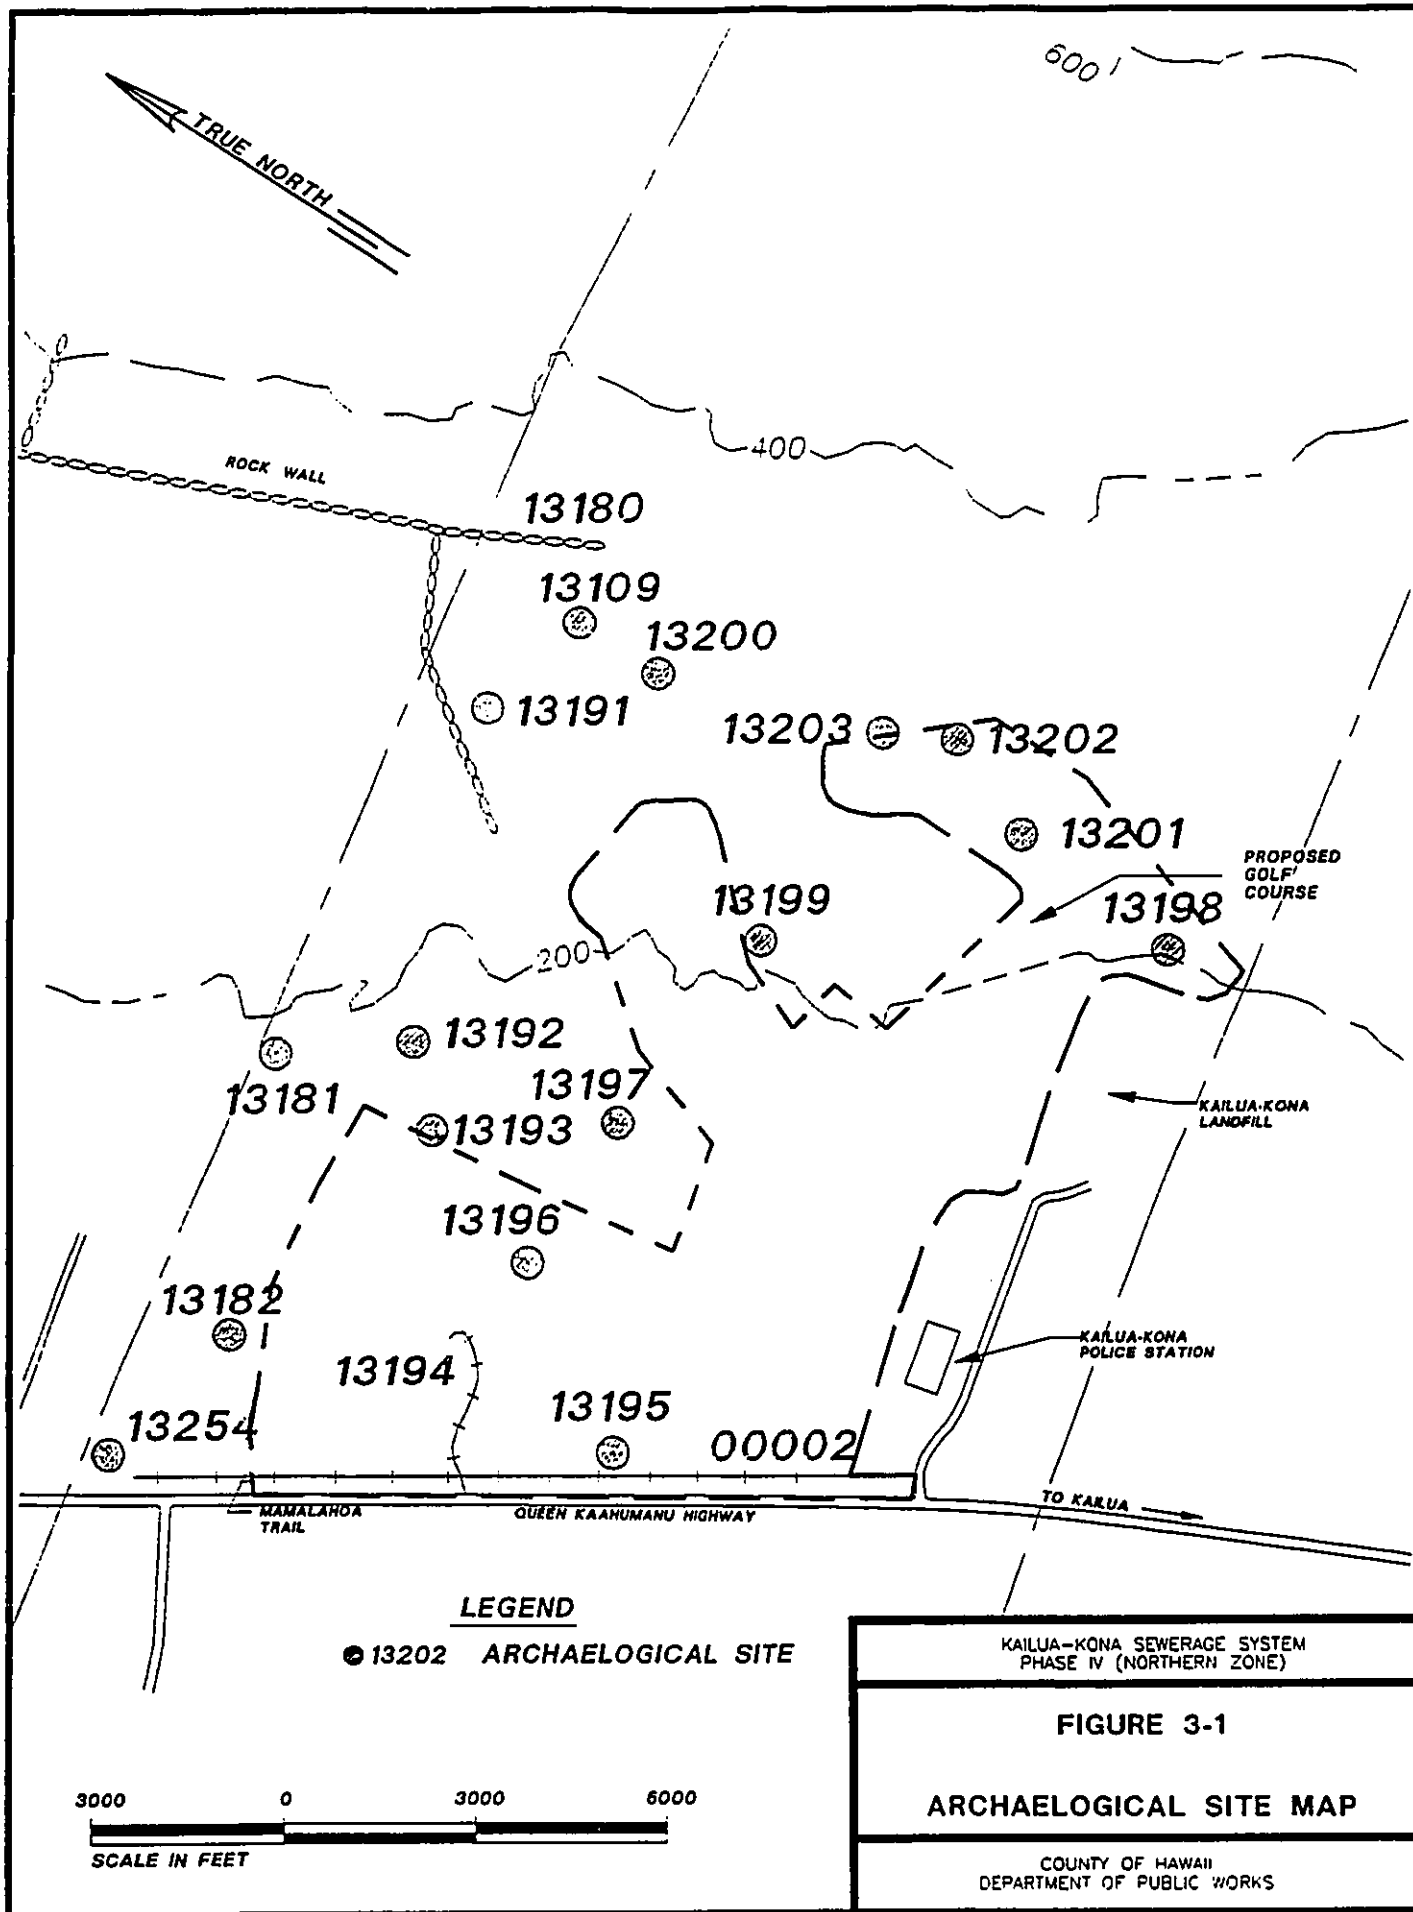 600
TRUE NORTH
400
ROCK WALL
13180
13109
13200
13191
13203
13202
13201
PROPOSED
GOLF
COURSE
13199
13198
200
13192
13181
13197
KAILUA-KONA
LANDFILL
13193
13196
13182
KAILUA-KONA
POLICE STATION
13194
13195
13254
00002
MAMALAHOA
TRAIL
QUEEN KAAHUMANU HIGHWAY
TO KAILUA
LEGEND
13202 ARCHAELOGICAL SITE
KAILUA-KONA SEWERAGE SYSTEM
PHASE IV (NORTHERN ZONE)
FIGURE 3-1
ARCHAELOGICAL SITE MAP
COUNTY OF HAWAII
DEPARTMENT OF PUBLIC WORKS
3000 0 3000 6000
SCALE IN FEET